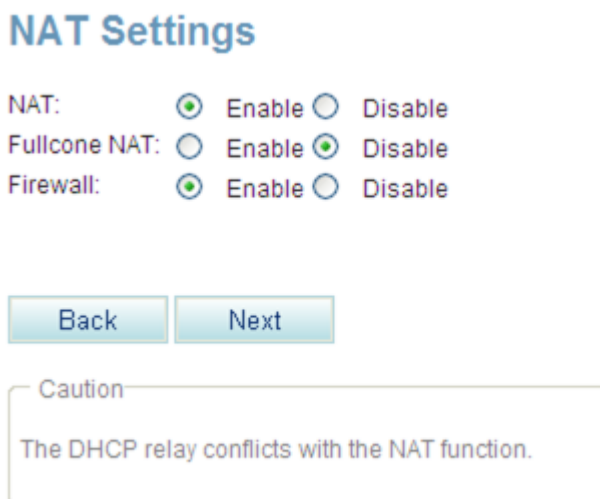 NAT Settings
NAT: Enable Disable
Fullcone NAT: Enable Disable
Firewall: Enable Disable
Back Next
Caution
The DHCP relay conflicts with the NAT function.